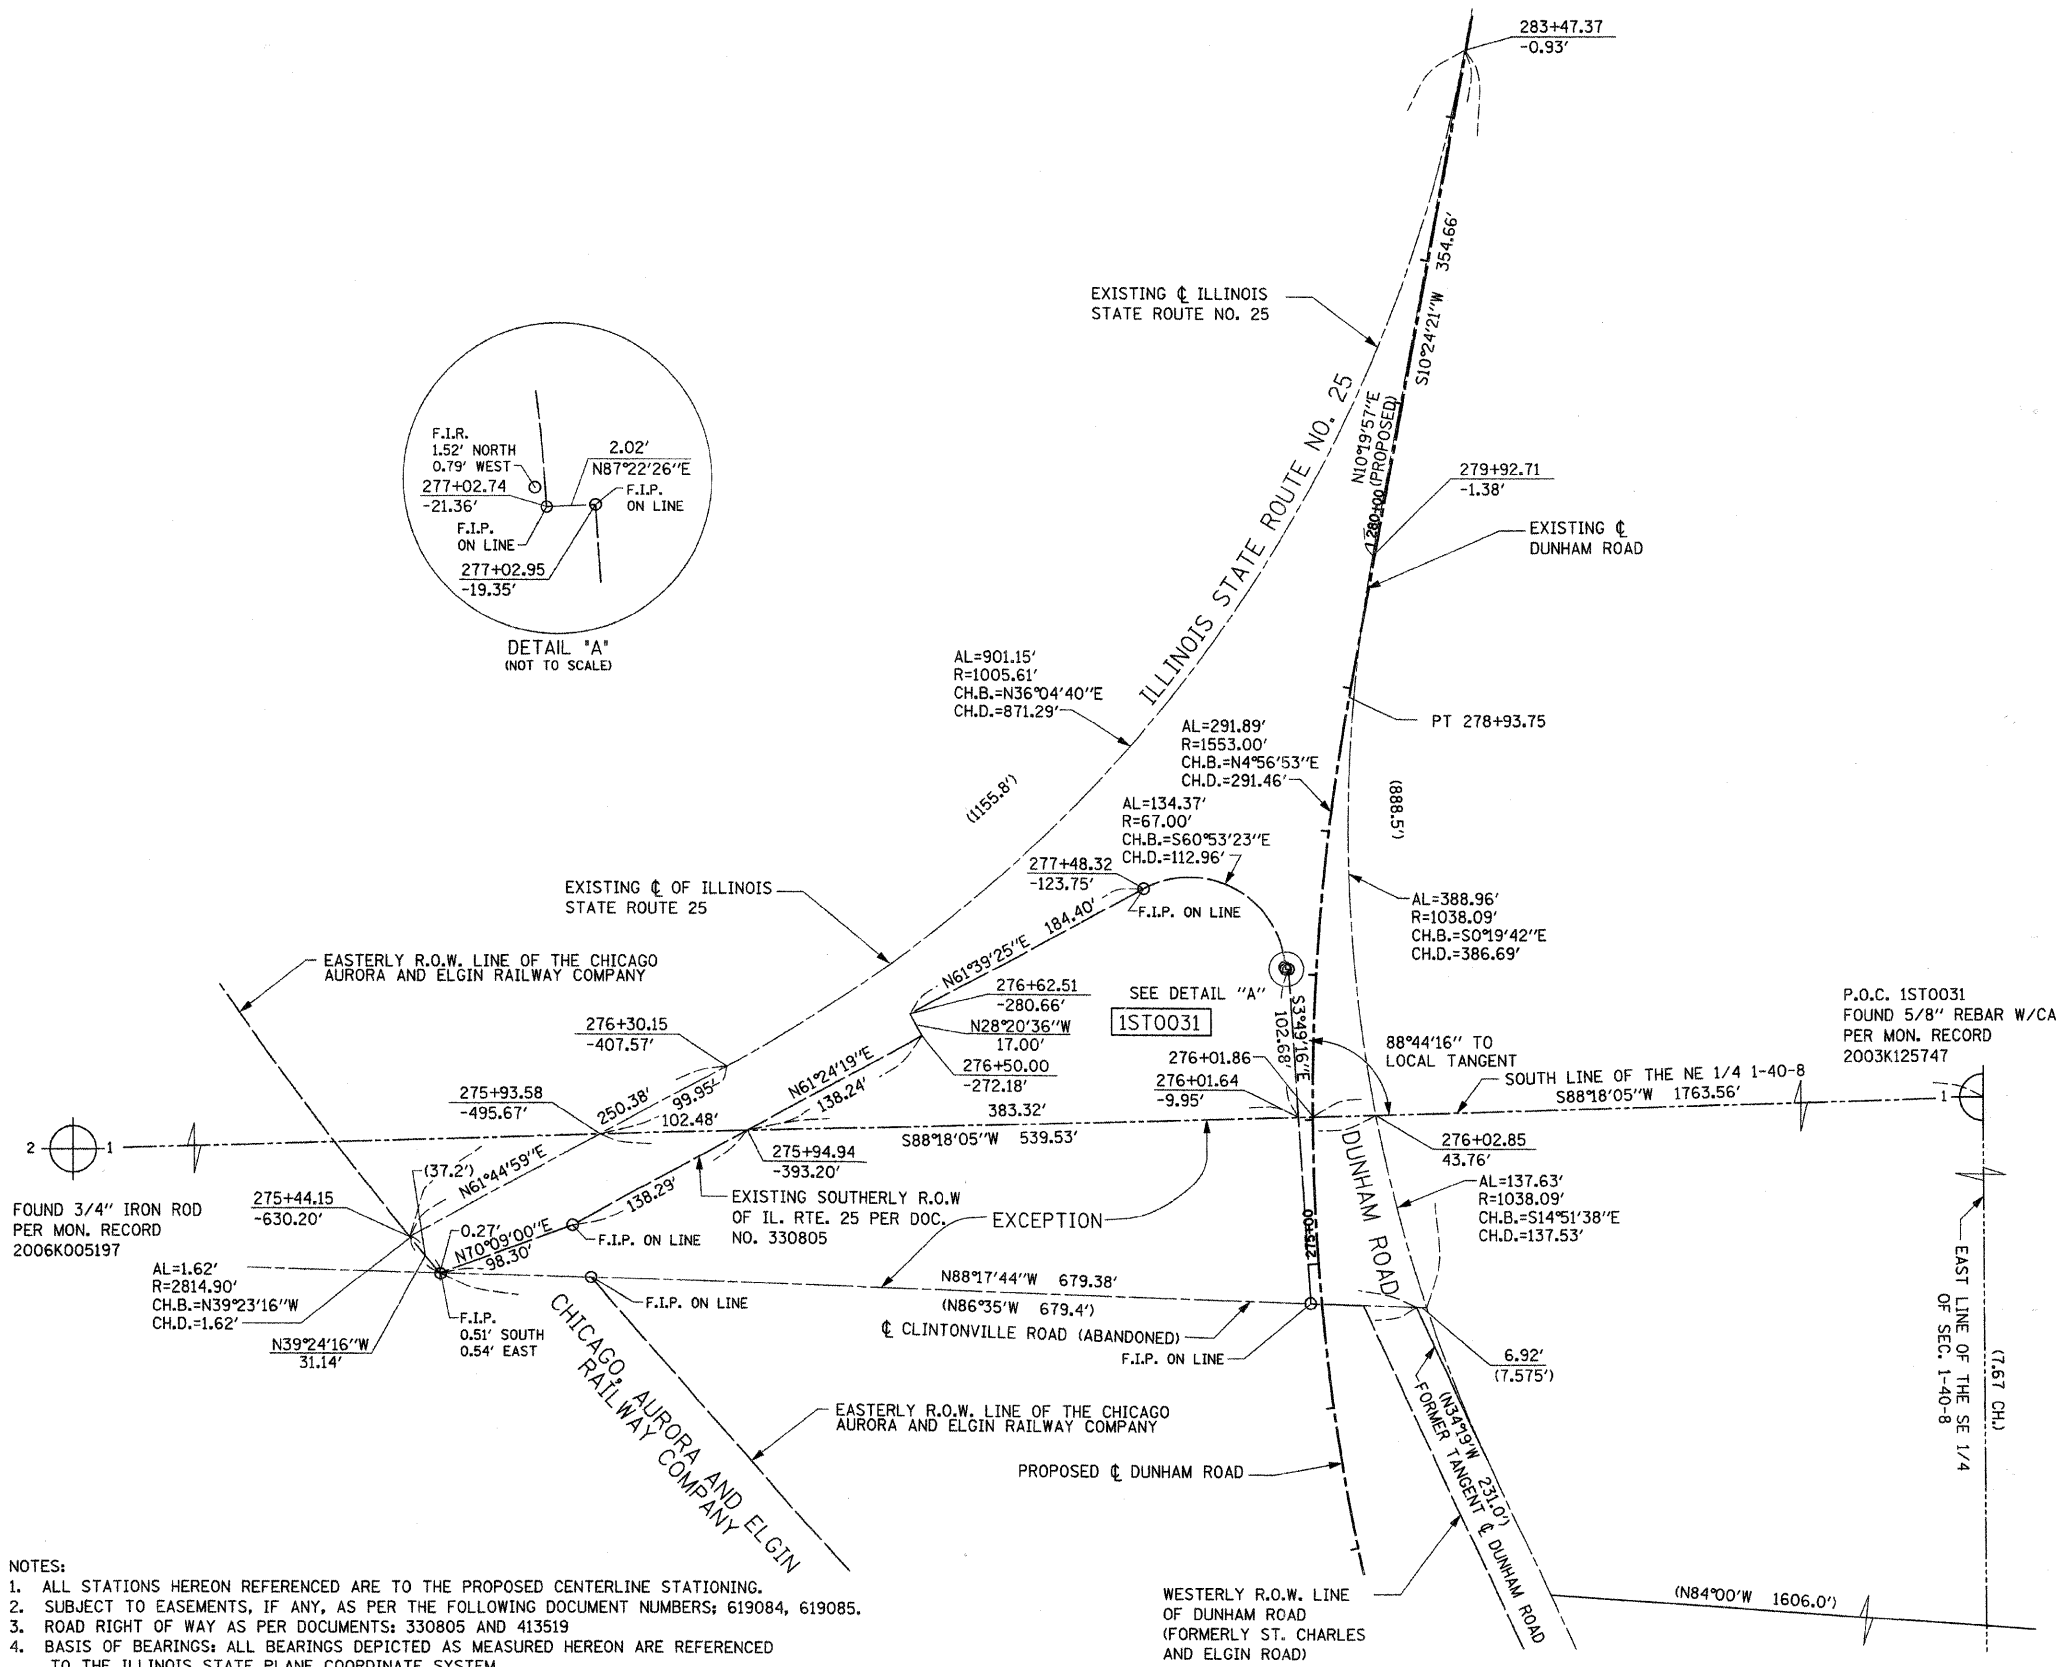 283+47.37
-0.93'
S10°24'21"W 354.66'
EXISTING ℄ ILLINOIS
STATE ROUTE NO. 25
N10°19'57"E
(PROPOSED)
280+00
279+92.71
-1.38'
EXISTING ℄
DUNHAM ROAD
ILLINOIS STATE ROUTE NO. 25
F.I.R.
1.52' NORTH
0.79' WEST
2.02'
N87°22'26"E
277+02.74
-21.36'
F.I.P.
ON LINE
F.I.P.
ON LINE
277+02.95
-19.35'
DETAIL "A"
(NOT TO SCALE)
AL=901.15'
R=1005.61'
CH.B.=N36°04'40"E
CH.D.=871.29'
PT 278+93.75
AL=291.89'
R=1553.00'
CH.B.=N4°56'53"E
CH.D.=291.46'
(1155.8')
(888.5')
AL=134.37'
R=67.00'
CH.B.=S60°53'23"E
CH.D.=112.96'
277+48.32
-123.75'
F.I.P. ON LINE
EXISTING ℄ OF ILLINOIS
STATE ROUTE 25
AL=388.96'
R=1038.09'
CH.B.=S0°19'42"E
CH.D.=386.69'
N61°39'25"E 184.40'
EASTERLY R.O.W. LINE OF THE CHICAGO
AURORA AND ELGIN RAILWAY COMPANY
276+62.51
-280.66'
N28°20'36"W
17.00'
276+50.00
-272.18'
SEE DETAIL "A"
1ST0031
S3°49'16"E
102.68'
P.O.C. 1ST0031
FOUND 5/8" REBAR W/CA
PER MON. RECORD
2003K125747
276+30.15
-407.57'
88°44'16" TO
LOCAL TANGENT
276+01.86
276+01.64
-9.95'
SOUTH LINE OF THE NE 1/4 1-40-8
S88°18'05"W 1763.56'
N61°24'19"E
138.24'
275+93.58
-495.67'
250.38'
99.95'
102.48'
383.32'
S88°18'05"W 539.53'
2
1
1
275+94.94
-393.20'
276+02.85
43.76'
DUNHAM ROAD
(37.2')
N61°44'59"E
275+44.15
-630.20'
FOUND 3/4" IRON ROD
PER MON. RECORD
2006K005197
138.29'
EXISTING SOUTHERLY R.O.W
OF IL. RTE. 25 PER DOC.
NO. 330805
EXCEPTION
AL=137.63'
R=1038.09'
CH.B.=S14°51'38"E
CH.D.=137.53'
0.27'
N70°09'00"E
98.30'
F.I.P. ON LINE
275+00
AL=1.62'
R=2814.90'
CH.B.=N39°23'16"W
CH.D.=1.62'
N39°24'16"W
31.14'
F.I.P.
0.51' SOUTH
0.54' EAST
F.I.P. ON LINE
N88°17'44"W 679.38'
(N86°35'W 679.4')
℄ CLINTONVILLE ROAD (ABANDONED)
F.I.P. ON LINE
6.92'
(7.575')
EAST LINE OF THE SE 1/4
OF SEC. 1-40-8
(7.67 CH.)
CHICAGO, AURORA AND ELGIN
RAILWAY COMPANY
EASTERLY R.O.W. LINE OF THE CHICAGO
AURORA AND ELGIN RAILWAY COMPANY
PROPOSED ℄ DUNHAM ROAD
(N34°19'W 231.0')
FORMER TANGENT ℄ DUNHAM ROAD
WESTERLY R.O.W. LINE
OF DUNHAM ROAD
(FORMERLY ST. CHARLES
AND ELGIN ROAD)
(N84°00'W 1606.0')
NOTES:
1. ALL STATIONS HEREON REFERENCED ARE TO THE PROPOSED CENTERLINE STATIONING.
2. SUBJECT TO EASEMENTS, IF ANY, AS PER THE FOLLOWING DOCUMENT NUMBERS; 619084, 619085.
3. ROAD RIGHT OF WAY AS PER DOCUMENTS: 330805 AND 413519
4. BASIS OF BEARINGS: ALL BEARINGS DEPICTED AS MEASURED HEREON ARE REFERENCED
TO THE ILLINOIS STATE PLANE COORDINATE SYSTEM